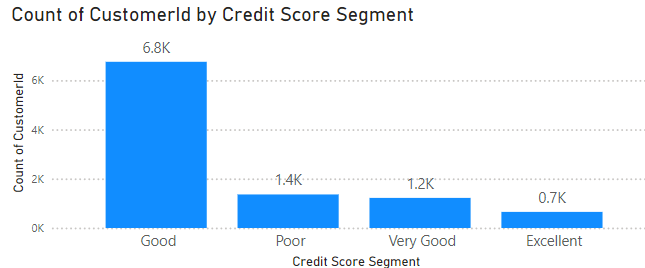 Count of CustomerId by Credit Score Segment
6.8K
6K
Count of CustomerId
4K
2K
1.4K
1.2K
0.7K
0K
Good Poor Very Good Excellent
Credit Score Segment